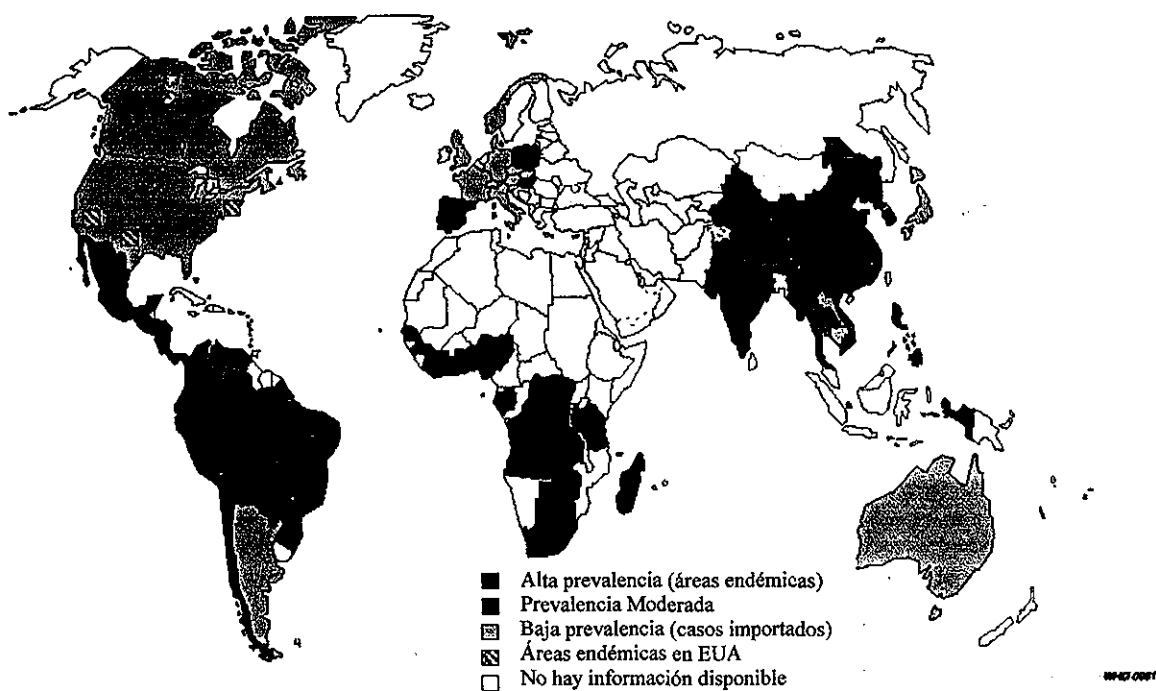 Alta prevalencia (áreas endémicas)
Prevalencia Moderada
Baja prevalencia (casos importados)
Áreas endémicas en EUA
No hay información disponible